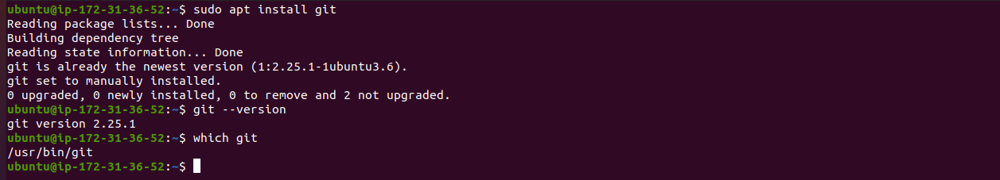 ubuntu@ip-172-31-36-52:~$ sudo apt install git
Reading package lists... Done
Building dependency tree
Reading state information... Done
git is already the newest version (1:2.25.1-1ubuntu3.6).
git set to manually installed.
0 upgraded, 0 newly installed, 0 to remove and 2 not upgraded.
ubuntu@ip-172-31-36-52:~$ git --version
git version 2.25.1
ubuntu@ip-172-31-36-52:~$ which git
/usr/bin/git
ubuntu@ip-172-31-36-52:~$